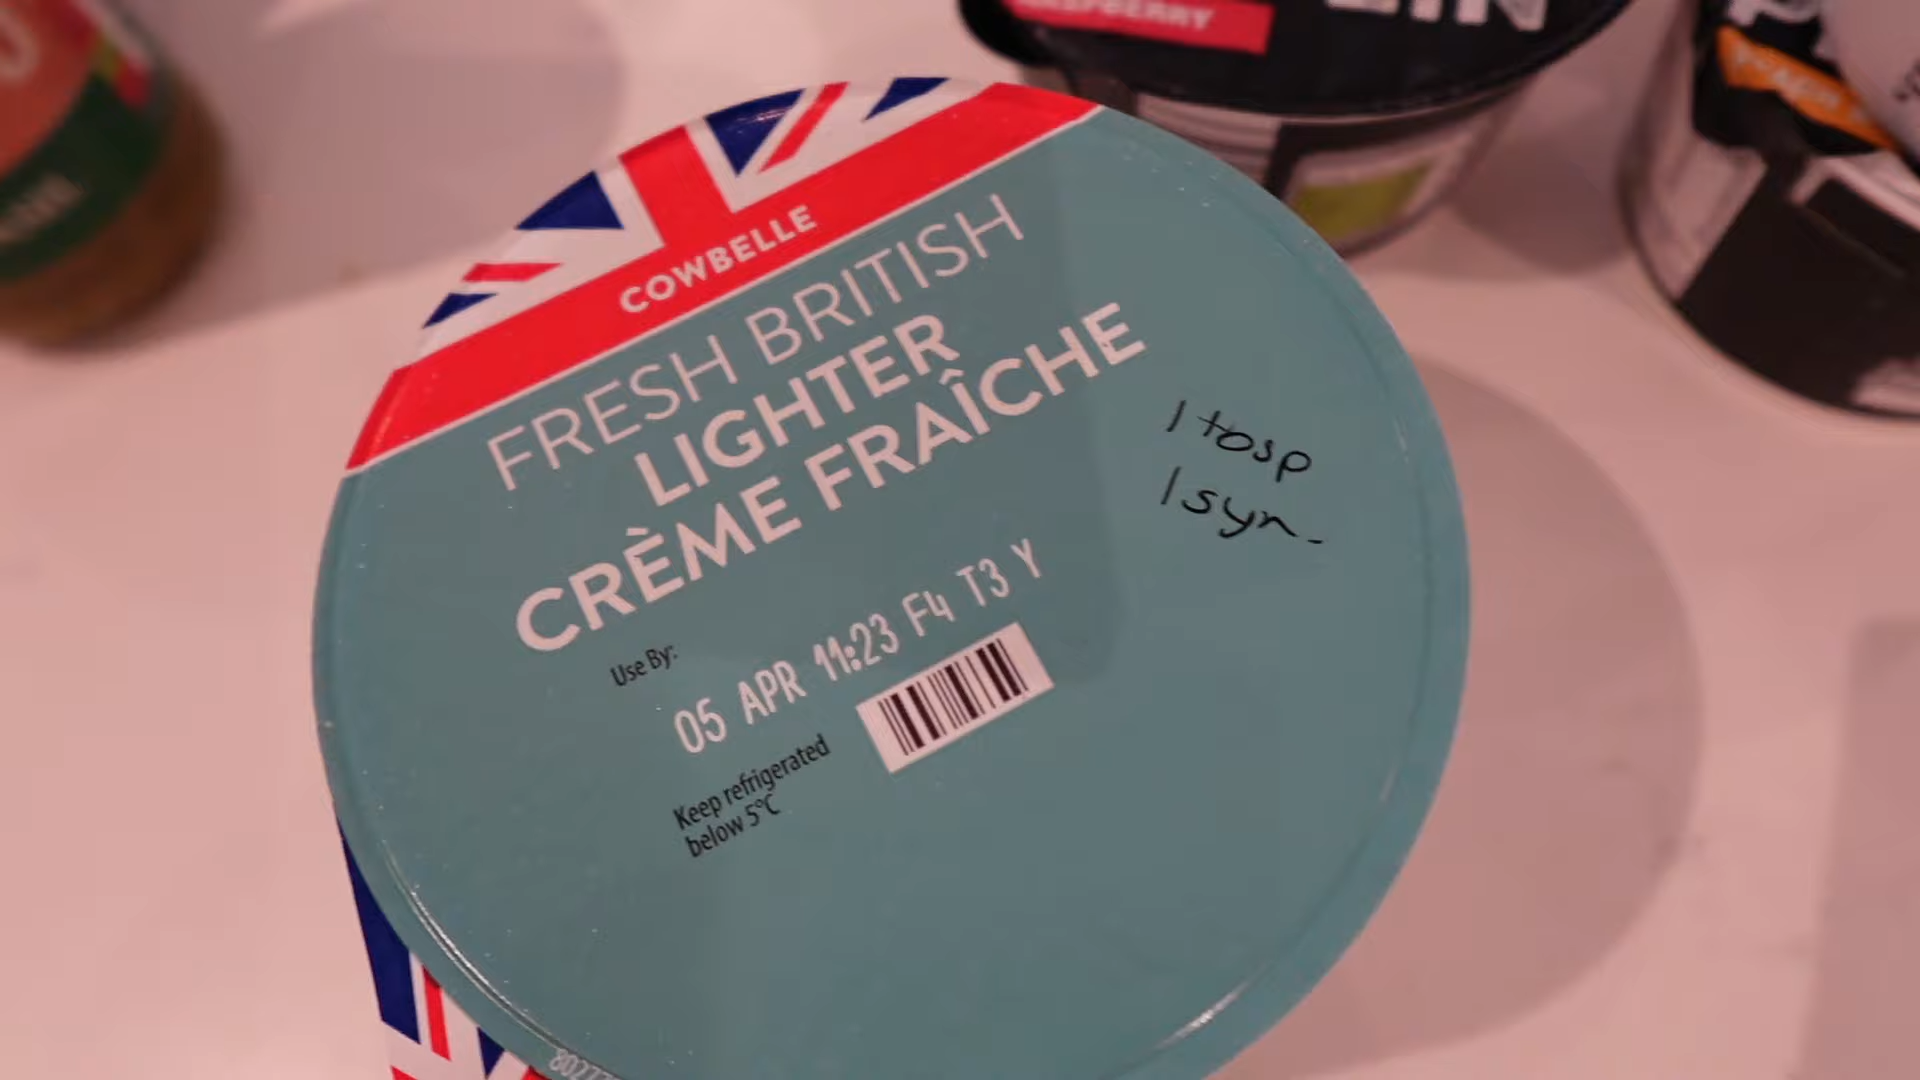 RASPBERRY
COWBELLE
FRESH BRITISH
LIGHTER
CRÈME FRAÎCHE
1 tbsp
1 syn.
Use By:
05 APR 11:23 F4 T3 Y
Keep refrigerated
below 5°C